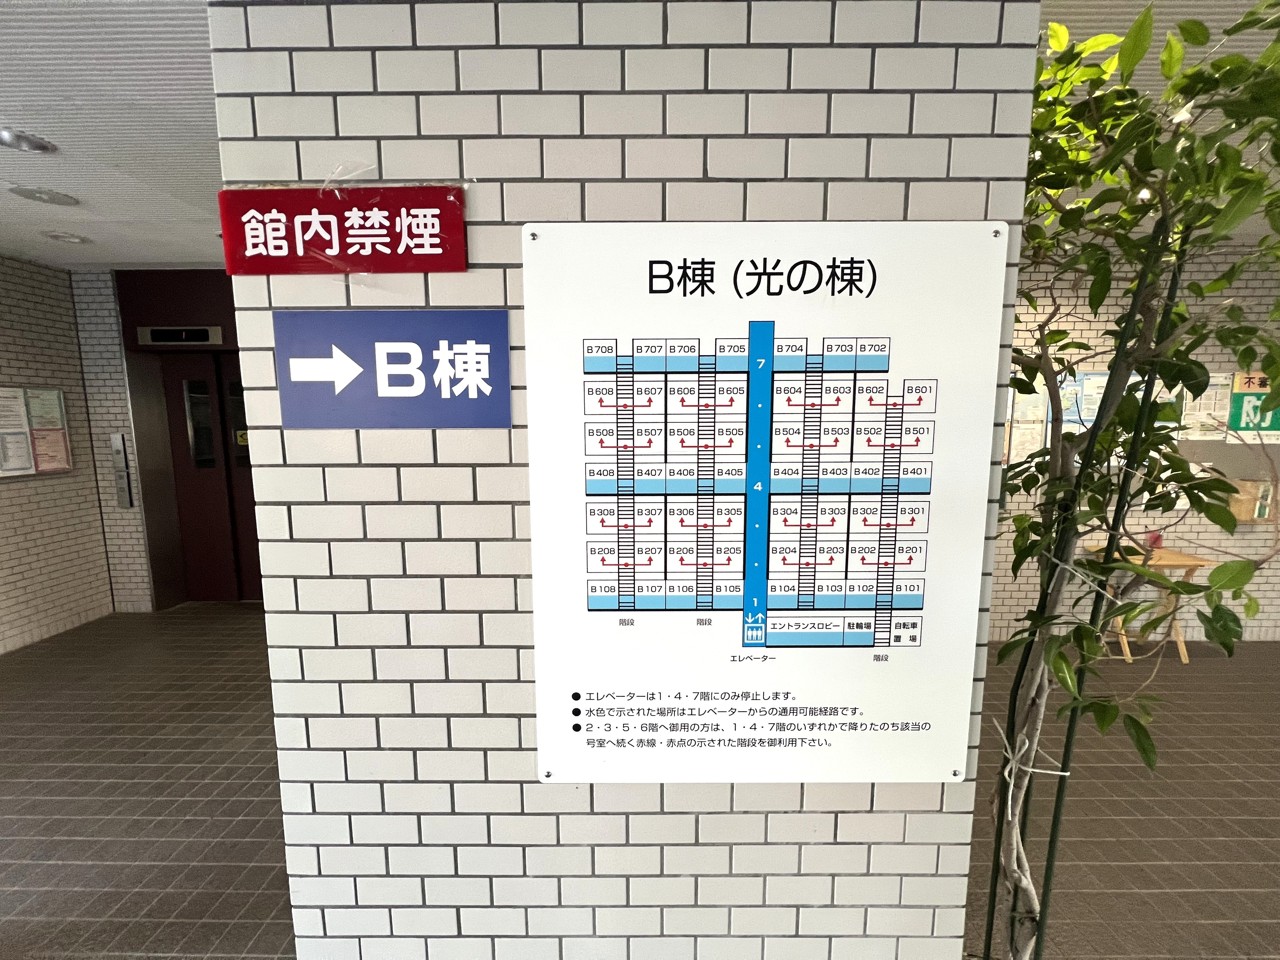 館内禁煙
→B棟
B棟 (光の棟)
B708 B707 B706 B705 7 B704 B703 B702
B608 B607 B606 B605 ・ B604 B603 B602 B601
B508 B507 B506 B505 ・ B504 B503 B502 B501
B408 B407 B406 B405 4 B404 B403 B402 B401
B308 B307 B306 B305 ・ B304 B303 B302 B301
B208 B207 B206 B205 ・ B204 B203 B202 B201
B108 B107 B106 B105 1 B104 B103 B102 B101
階段 階段 エントランスロビー 駐輪場 自転車
置場
エレベーター 階段
● エレベーターは1・4・7階にのみ停止します。
● 水色で示された場所はエレベーターからの通用可能経路です。
● 2・3・5・6階へ御用の方は、1・4・7階のいずれかで降りたのち該当の
号室へ続く赤線・赤点の示された階段を御利用下さい。
不審
防